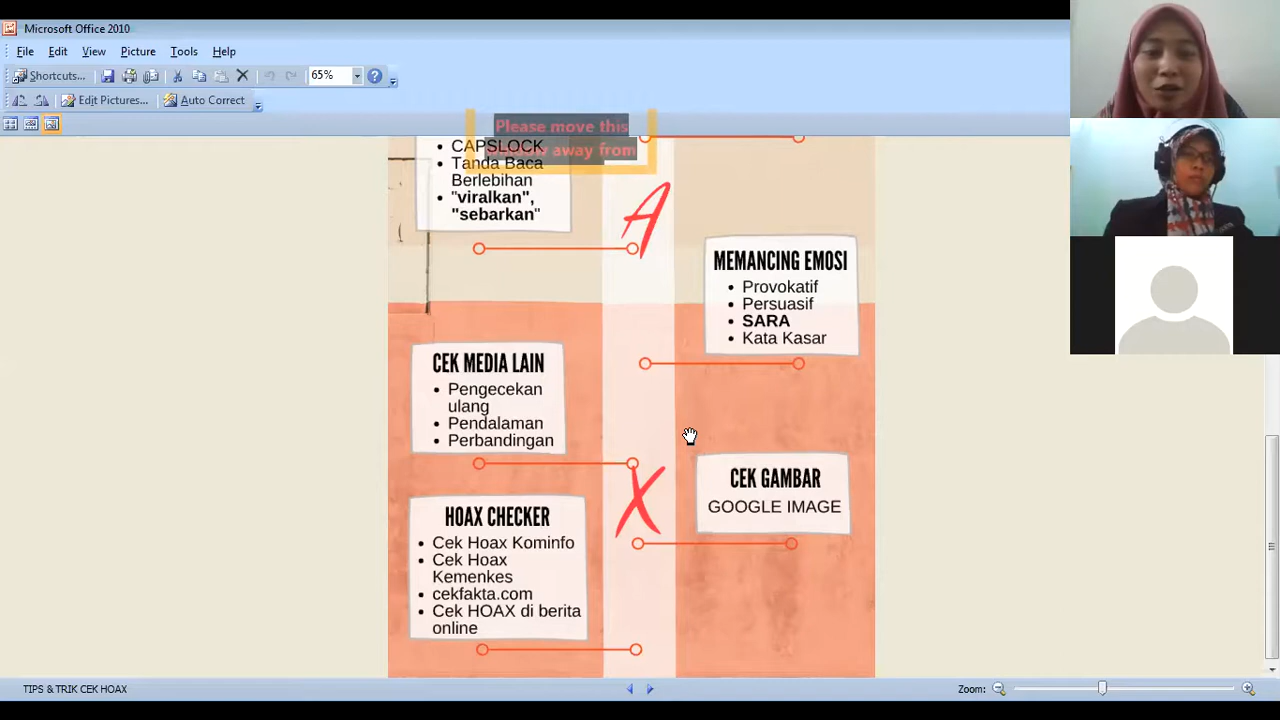 Microsoft Office 2010
File Edit View Picture Tools Help
Shortcuts... 65%
Edit Pictures... Auto Correct
Please move this
away from
• CAPSLOCK
• Tanda Baca
Berlebihan
• "viralkan",
"sebarkan"
A
MEMANCING EMOSI
• Provokatif
• Persuasif
• SARA
• Kata Kasar
CEK MEDIA LAIN
• Pengecekan
ulang
• Pendalaman
• Perbandingan
X
CEK GAMBAR
GOOGLE IMAGE
HOAX CHECKER
• Cek Hoax Kominfo
• Cek Hoax
Kemenkes
• cekfakta.com
• Cek HOAX di berita
online
TIPS & TRIK CEK HOAX
Zoom: